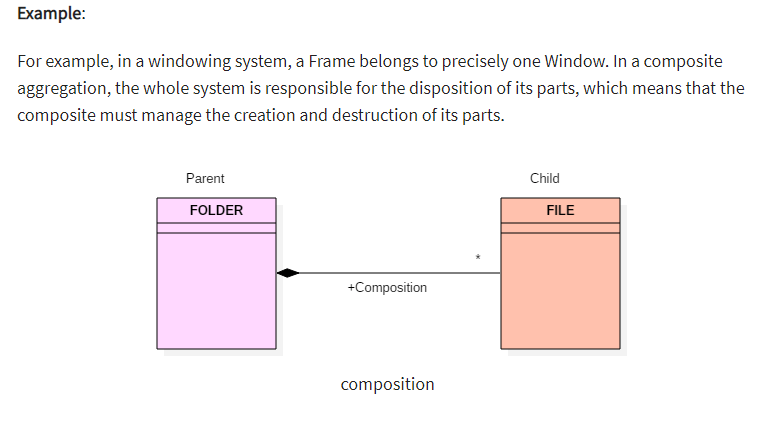 Example:
For example, in a windowing system, a Frame belongs to precisely one Window. In a composite
aggregation, the whole system is responsible for the disposition of its parts, which means that the
composite must manage the creation and destruction of its parts.
Parent
Child
FOLDER
FILE
*
+Composition
composition